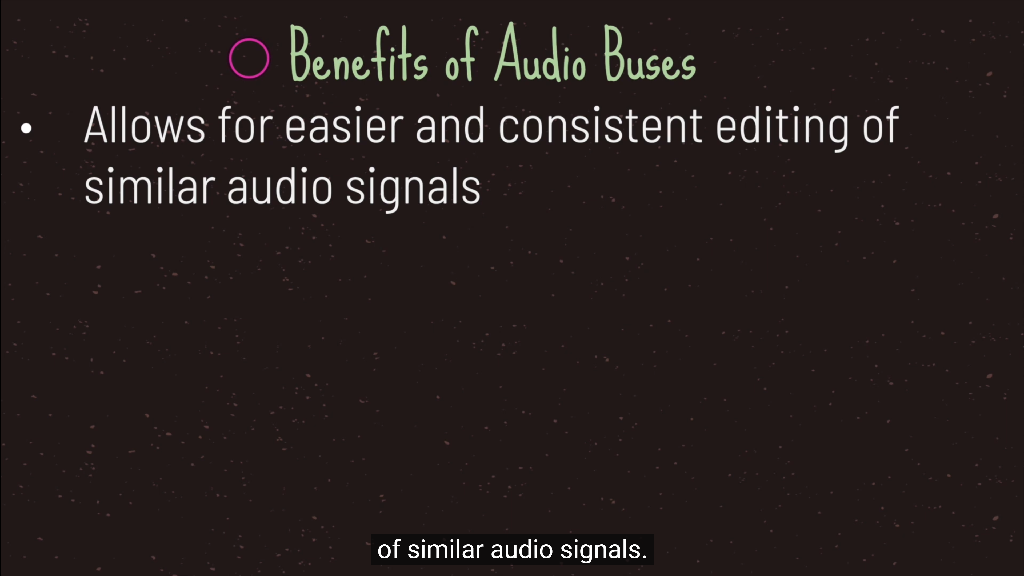 Benefits of Audio Buses
• Allows for easier and consistent editing of
similar audio signals
of similar audio signals.